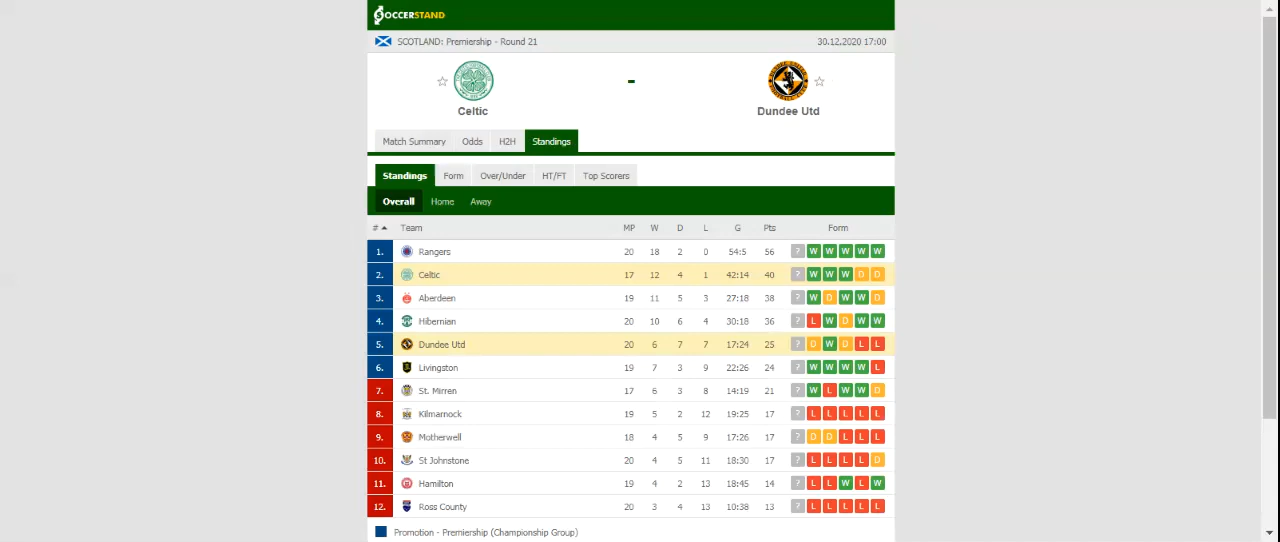 SOCCERSTAND
SCOTLAND: Premiership - Round 21 30.12.2020 17:00
-
Celtic Dundee Utd
Match Summary Odds H2H Standings
Standings Form Over/Under HT/FT Top Scorers
Overall Home Away
# Team MP W D L G Pts Form
1. Rangers 20 18 2 0 54:5 56 ? W W W W W
2. Celtic 17 12 4 1 42:14 40 ? W W W D D
3. Aberdeen 19 11 5 3 27:18 38 ? W D W W D
4. Hibernian 20 10 6 4 30:18 36 ? L W D W W
5. Dundee Utd 20 6 7 7 17:24 25 ? D W D L L
6. Livingston 19 7 3 9 22:26 24 ? W W W W L
7. St. Mirren 17 6 3 8 14:19 21 ? W L W W D
8. Kilmarnock 19 5 2 12 19:25 17 ? L L L L L
9. Motherwell 18 4 5 9 17:26 17 ? D D L L L
10. St Johnstone 20 4 5 11 18:30 17 ? L L L L D
11. Hamilton 19 4 2 13 18:45 14 ? L L W L W
12. Ross County 20 3 4 13 10:38 13 ? L L L L L
Promotion - Premiership (Championship Group)